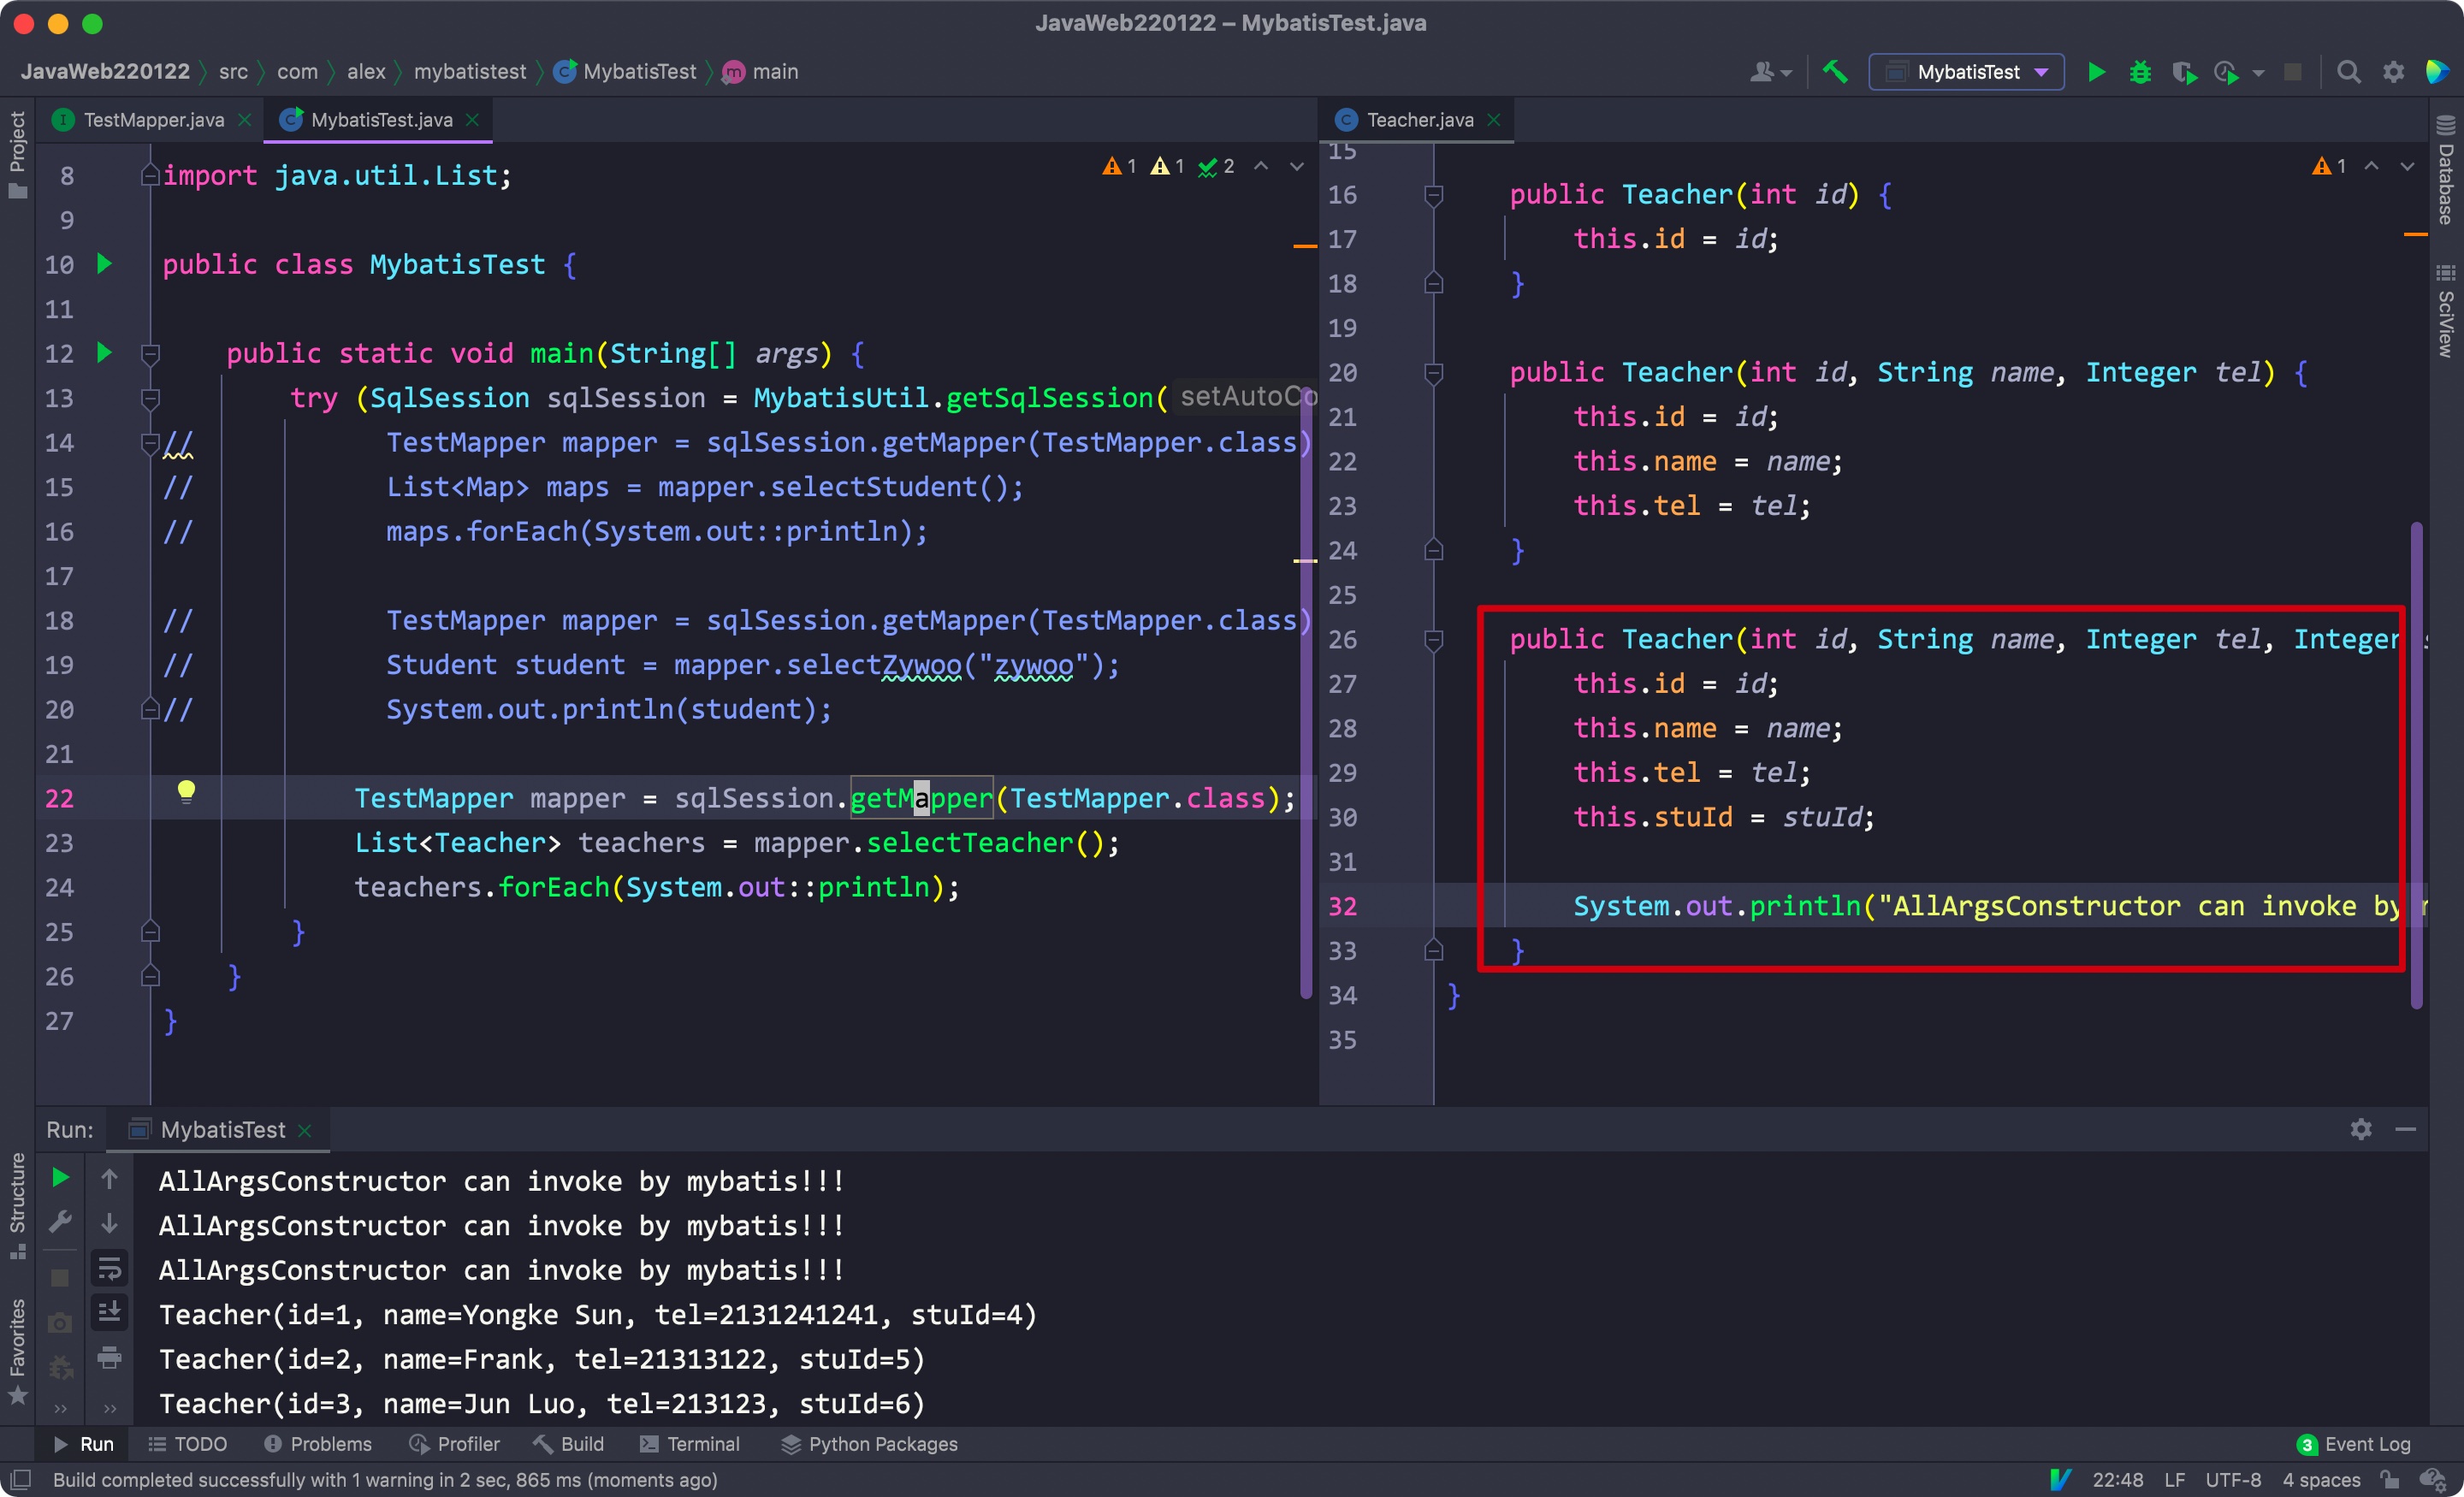 JavaWeb220122 – MybatisTest.java
JavaWeb220122 src com alex mybatistest MybatisTest main
MybatisTest
TestMapper.java MybatisTest.java
Teacher.java
Project
Structure
Favorites
Database
SciView
1 1 2
8 import java.util.List;
9
10 public class MybatisTest {
11
12 public static void main(String[] args) {
13 try (SqlSession sqlSession = MybatisUtil.getSqlSession( setAutoCo
14 // TestMapper mapper = sqlSession.getMapper(TestMapper.class)
15 // List<Map> maps = mapper.selectStudent();
16 // maps.forEach(System.out::println);
17
18 // TestMapper mapper = sqlSession.getMapper(TestMapper.class)
19 // Student student = mapper.selectZywoo("zywoo");
20 // System.out.println(student);
21
22 TestMapper mapper = sqlSession.getMapper(TestMapper.class);
23 List<Teacher> teachers = mapper.selectTeacher();
24 teachers.forEach(System.out::println);
25 }
26 }
27 }
1
15
16 public Teacher(int id) {
17 this.id = id;
18 }
19
20 public Teacher(int id, String name, Integer tel) {
21 this.id = id;
22 this.name = name;
23 this.tel = tel;
24 }
25
26 public Teacher(int id, String name, Integer tel, Integer
27 this.id = id;
28 this.name = name;
29 this.tel = tel;
30 this.stuId = stuId;
31
32 System.out.println("AllArgsConstructor can invoke by
33 }
34 }
35
Run: MybatisTest
AllArgsConstructor can invoke by mybatis!!!
AllArgsConstructor can invoke by mybatis!!!
AllArgsConstructor can invoke by mybatis!!!
Teacher(id=1, name=Yongke Sun, tel=2131241241, stuId=4)
Teacher(id=2, name=Frank, tel=21313122, stuId=5)
Teacher(id=3, name=Jun Luo, tel=213123, stuId=6)
Run TODO Problems Profiler Build Terminal Python Packages 3 Event Log
Build completed successfully with 1 warning in 2 sec, 865 ms (moments ago) 22:48 LF UTF-8 4 spaces